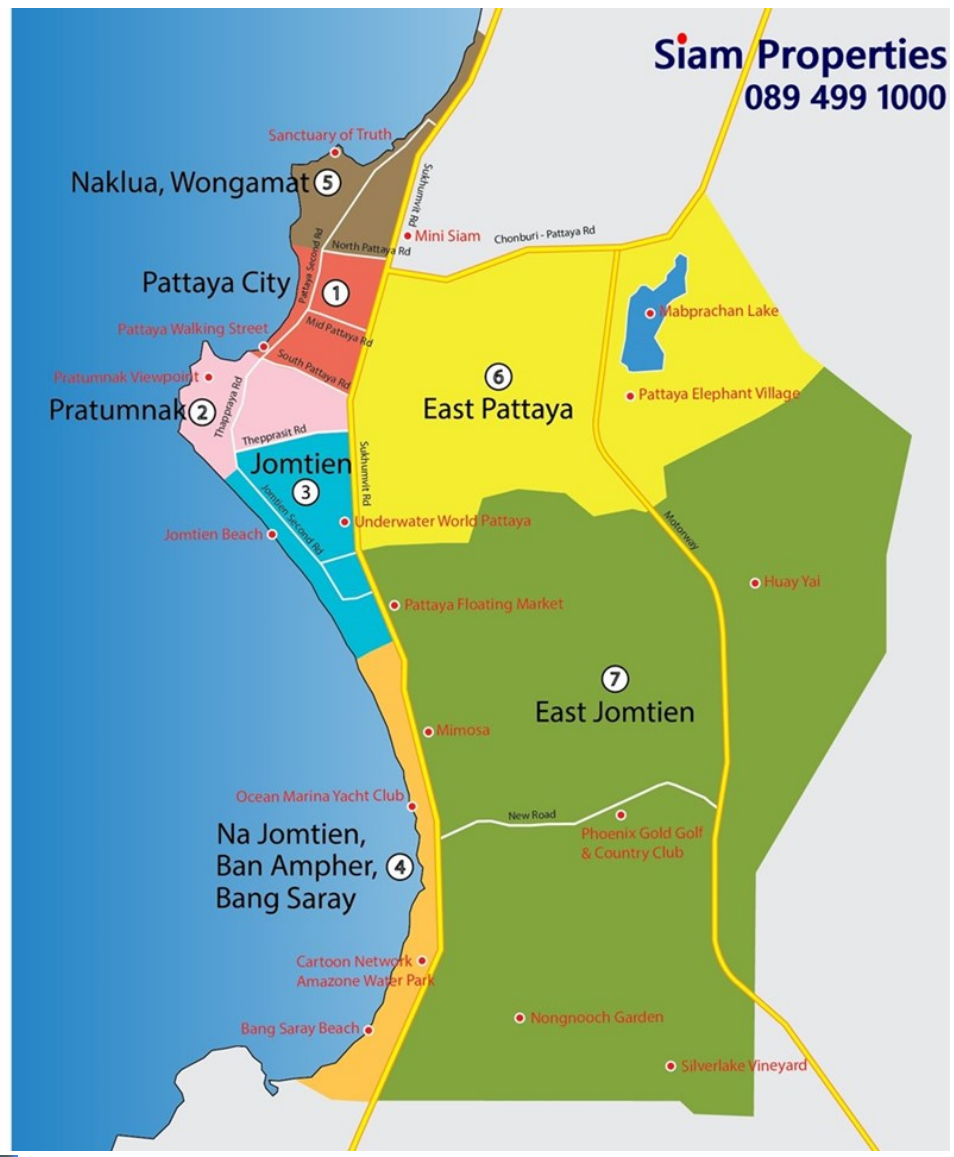 Siam Properties
089 499 1000
Sanctuary of Truth
Naklua, Wongamat 5
Sukhumvit Rd
Mini Siam
Chonburi - Pattaya Rd
North Pattaya Rd
Pattaya Second Rd
Pattaya City
1
Mabprachan Lake
Mid Pattaya Rd
Pattaya Walking Street
South Pattaya Rd
Pratumnak Viewpoint
6
East Pattaya
Pattaya Elephant Village
Pratumnak 2
Thappraya Rd
Thepprasit Rd
Jomtien
3
Sukhumvit Rd
Jomtien Second Rd
Underwater World Pattaya
Jomtien Beach
Motorway
Huay Yai
Pattaya Floating Market
7
East Jomtien
Mimosa
Ocean Marina Yacht Club
New Road
Phoenix Gold Golf
& Country Club
Na Jomtien,
Ban Ampher, 4
Bang Saray
Cartoon Network
Amazone Water Park
Nongnooch Garden
Bang Saray Beach
Silverlake Vineyard